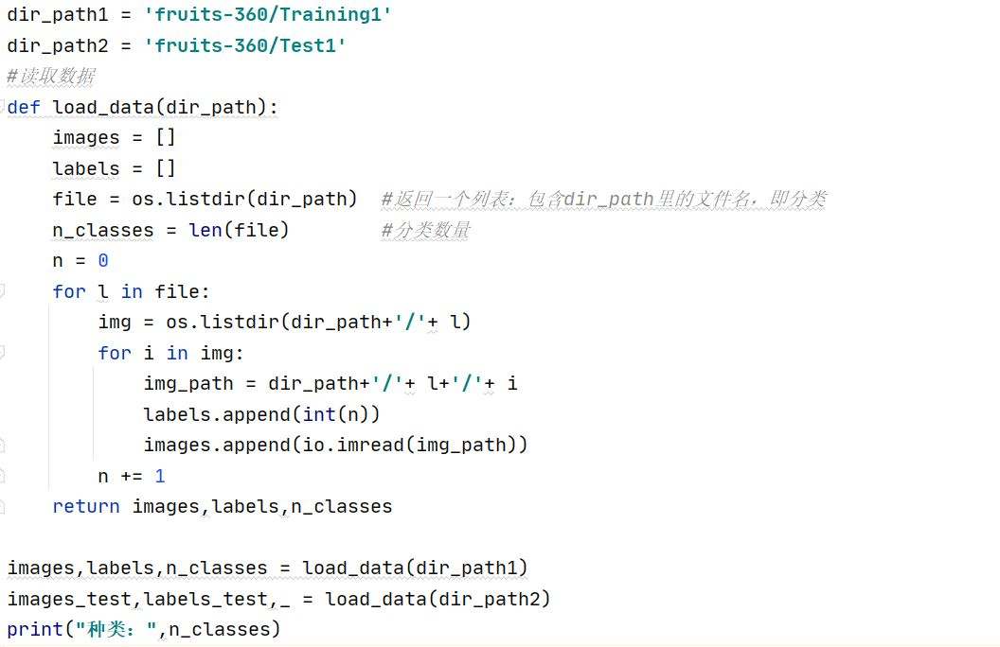 dir_path1 = 'fruits-360/Training1'
dir_path2 = 'fruits-360/Test1'
#读取数据
def load_data(dir_path):
    images = []
    labels = []
    file = os.listdir(dir_path)  #返回一个列表：包含dir_path里的文件名，即分类
    n_classes = len(file)        #分类数量
    n = 0
    for l in file:
        img = os.listdir(dir_path+'/'+ l)
        for i in img:
            img_path = dir_path+'/'+ l+'/'+ i
            labels.append(int(n))
            images.append(io.imread(img_path))
        n += 1
    return images,labels,n_classes

images,labels,n_classes = load_data(dir_path1)
images_test,labels_test,_ = load_data(dir_path2)
print("种类：",n_classes)